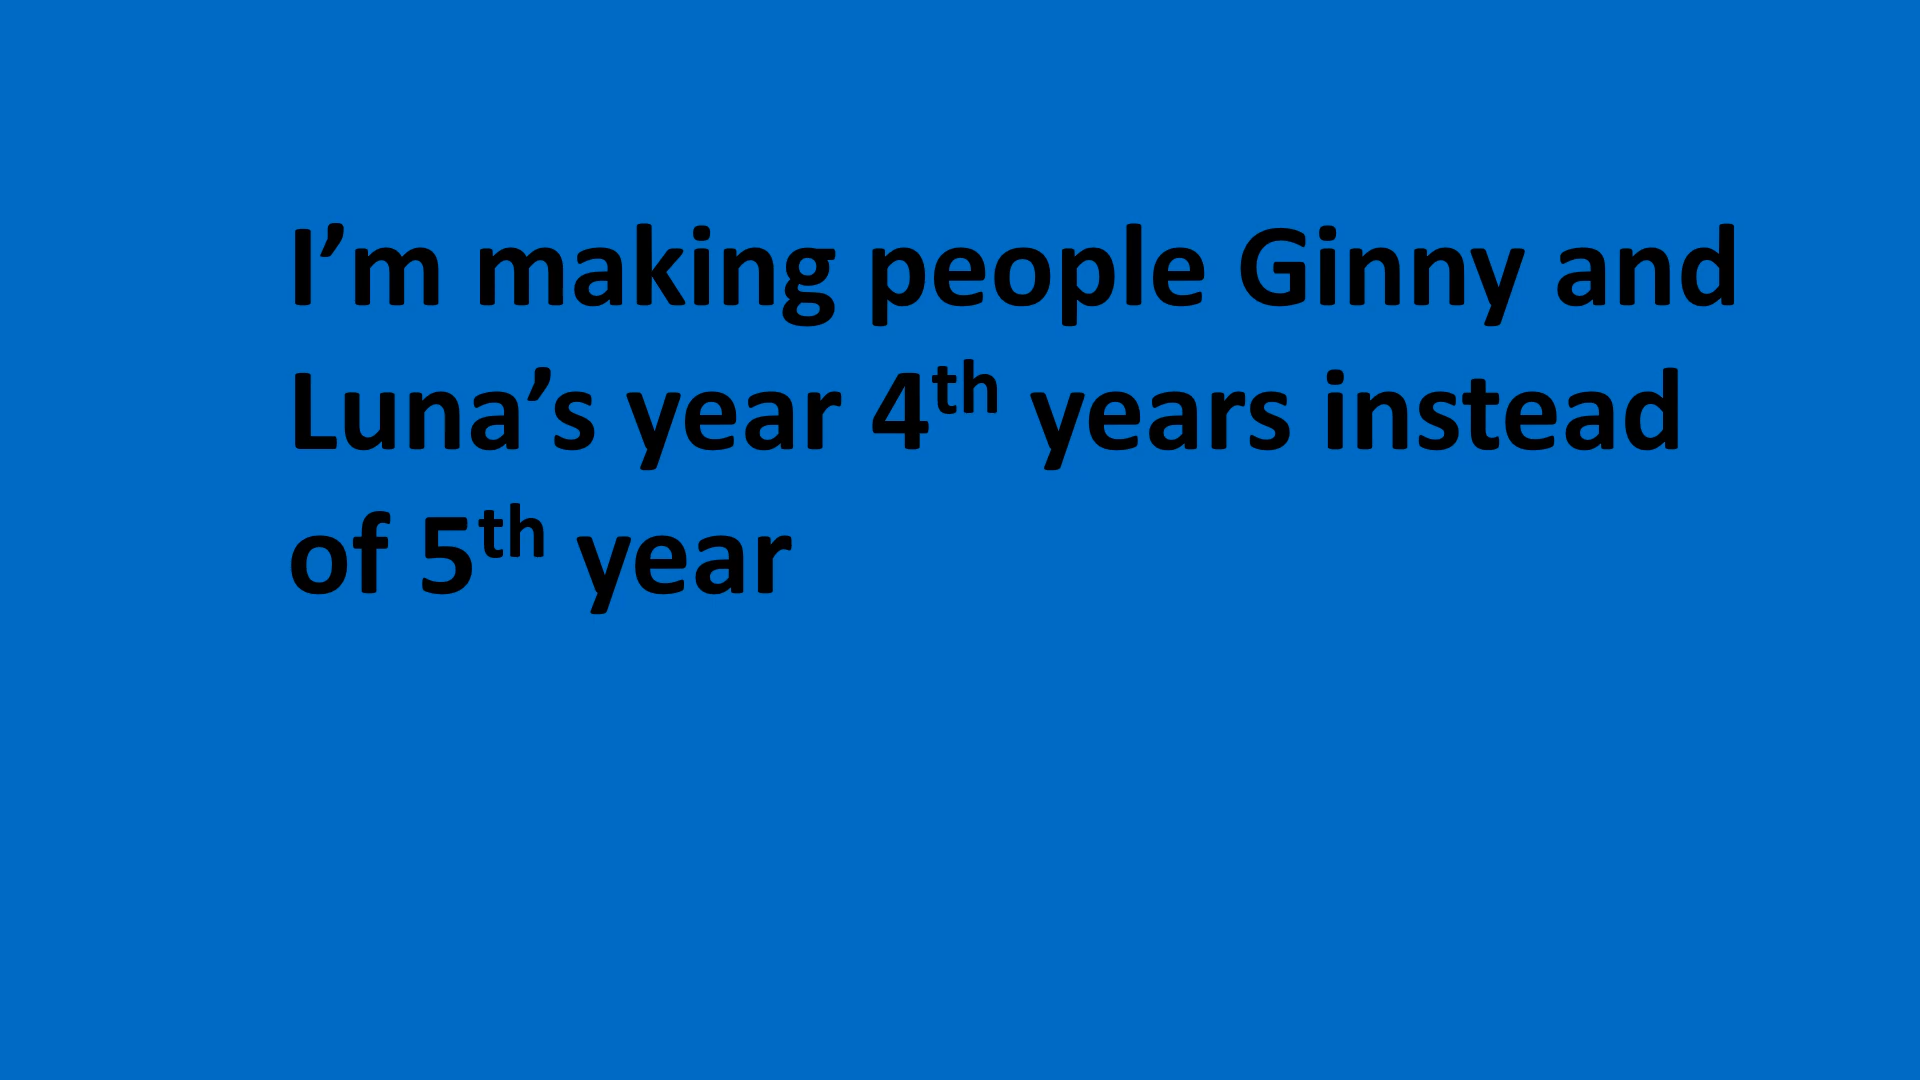 I’m making people Ginny and
Luna’s year 4th years instead
of 5th year